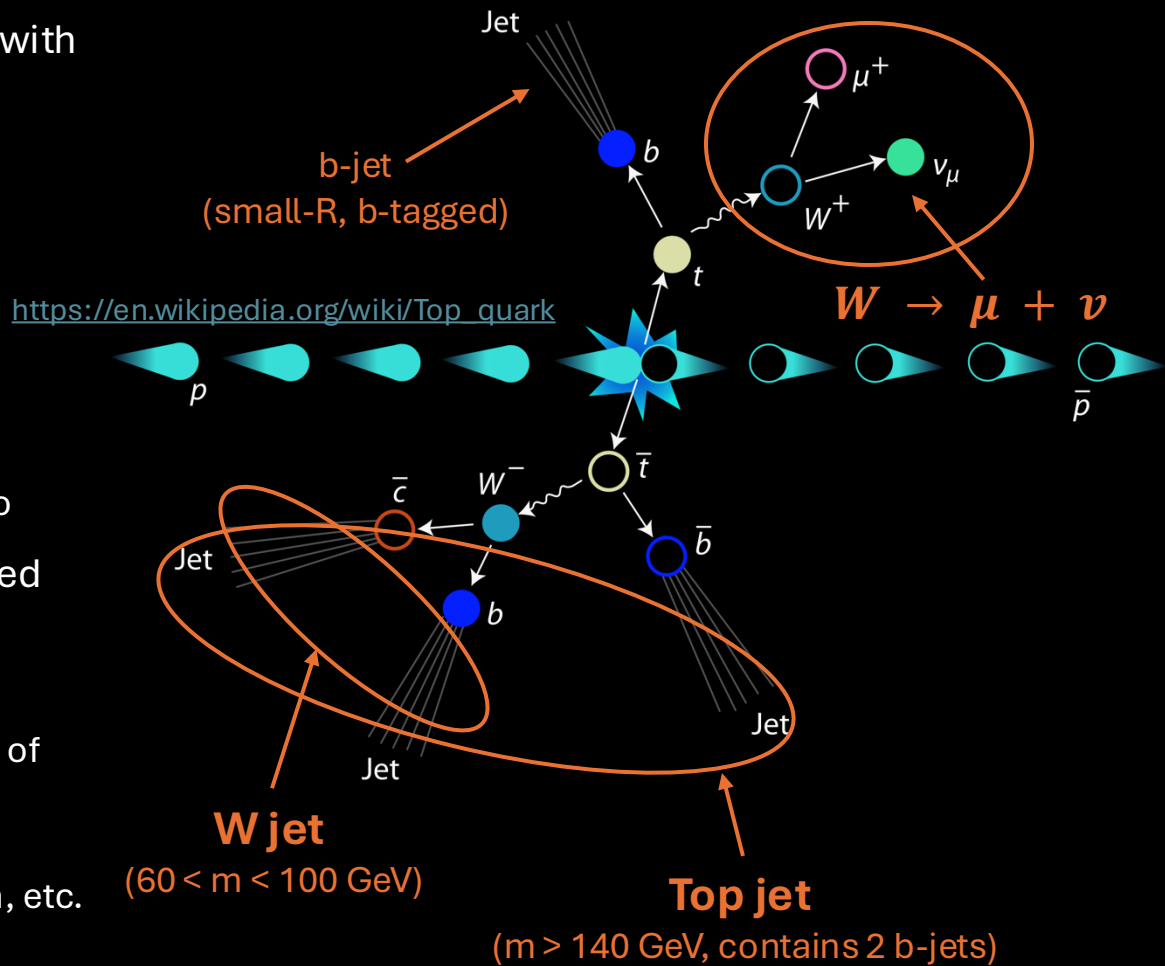 with
Jet
μ⁺
b
ν_μ
b-jet
(small-R, b-tagged)
W⁺
t
https://en.wikipedia.org/wiki/Top_quark
W → μ + ν
p
p̅
t̅
W⁻
c̅
b̅
Jet
ed
b
Jet
of
Jet
W jet
(60 < m < 100 GeV)
, etc.
Top jet
(m > 140 GeV, contains 2 b-jets)